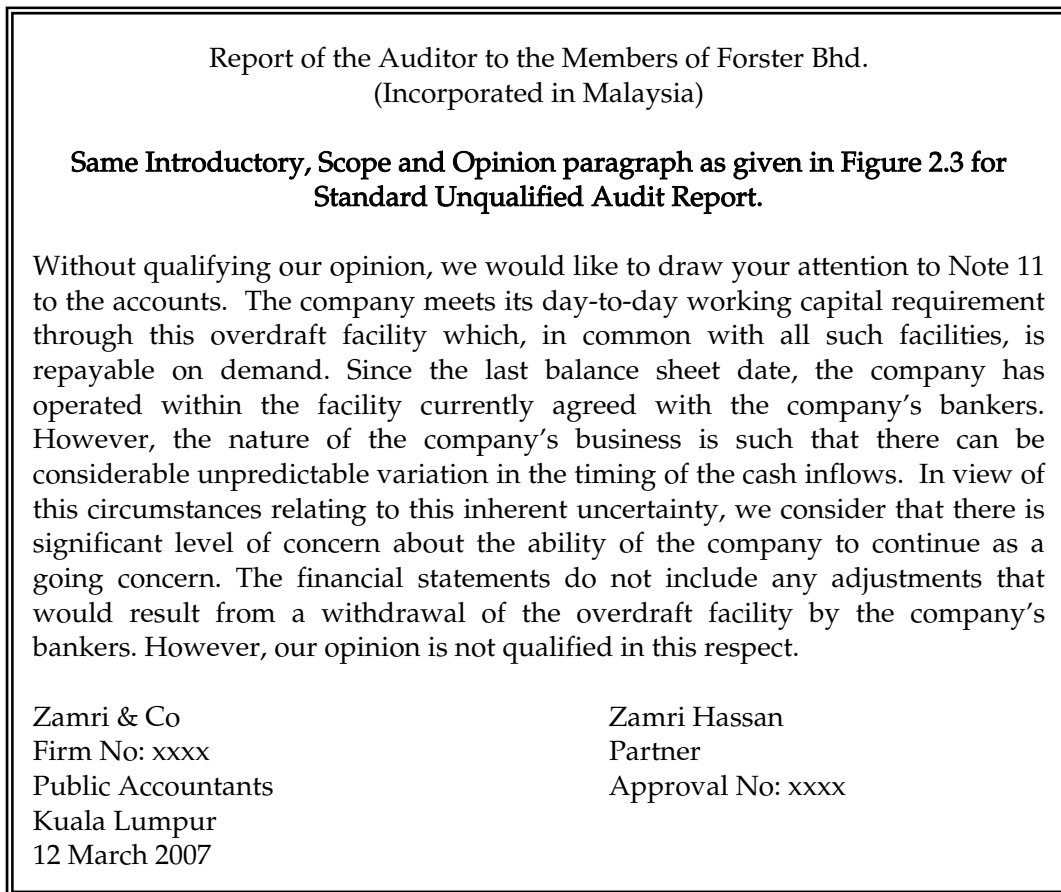 Report of the Auditor to the Members of Forster Bhd.
(Incorporated in Malaysia)
Same Introductory, Scope and Opinion paragraph as given in Figure 2.3 for
Standard Unqualified Audit Report.
Without qualifying our opinion, we would like to draw your attention to Note 11
to the accounts. The company meets its day-to-day working capital requirement
through this overdraft facility which, in common with all such facilities, is
repayable on demand. Since the last balance sheet date, the company has
operated within the facility currently agreed with the company's bankers.
However, the nature of the company's business is such that there can be
considerable unpredictable variation in the timing of the cash inflows. In view of
this circumstances relating to this inherent uncertainty, we consider that there is
significant level of concern about the ability of the company to continue as a
going concern. The financial statements do not include any adjustments that
would result from a withdrawal of the overdraft facility by the company's
bankers. However, our opinion is not qualified in this respect.
Zamri & Co
Firm No: xxxx
Public Accountants
Kuala Lumpur
12 March 2007
Zamri Hassan
Partner
Approval No: xxxx